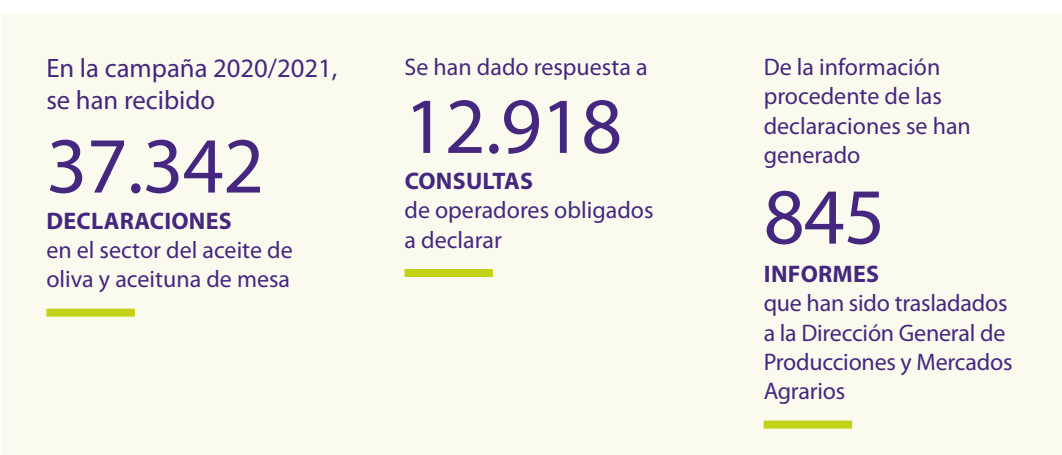 En la campaña 2020/2021,
se han recibido
37.342
DECLARACIONES
en el sector del aceite de
oliva y aceituna de mesa
Se han dado respuesta a
12.918
CONSULTAS
de operadores obligados
a declarar
De la información
procedente de las
declaraciones se han
generado
845
INFORMES
que han sido trasladados
a la Dirección General de
Producciones y Mercados
Agrarios